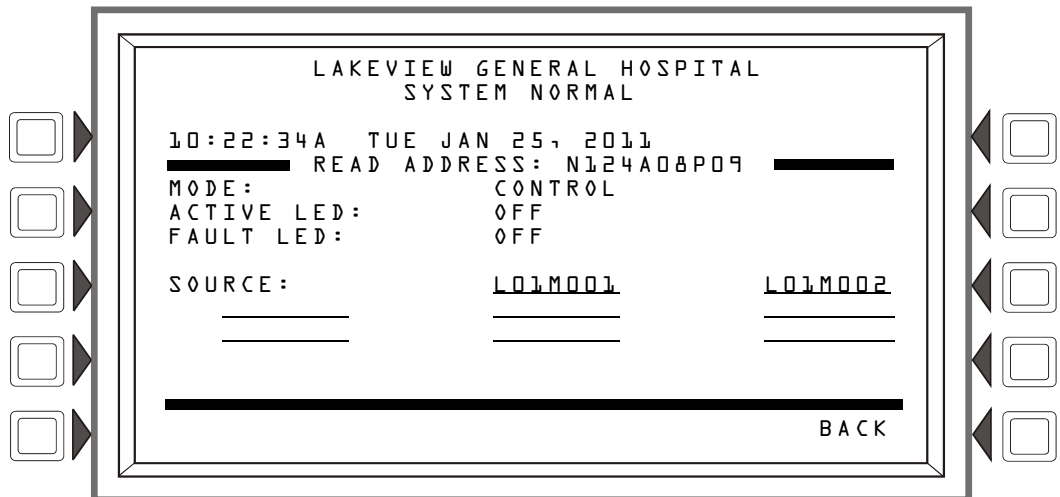 LAKEVIEW GENERAL HOSPITAL
SYSTEM NORMAL
10:22:34A TUE JAN 25, 2011
READ ADDRESS: N124A08P09
MODE: CONTROL
ACTIVE LED: OFF
FAULT LED: OFF
SOURCE: L01M001 L01M002
BACK